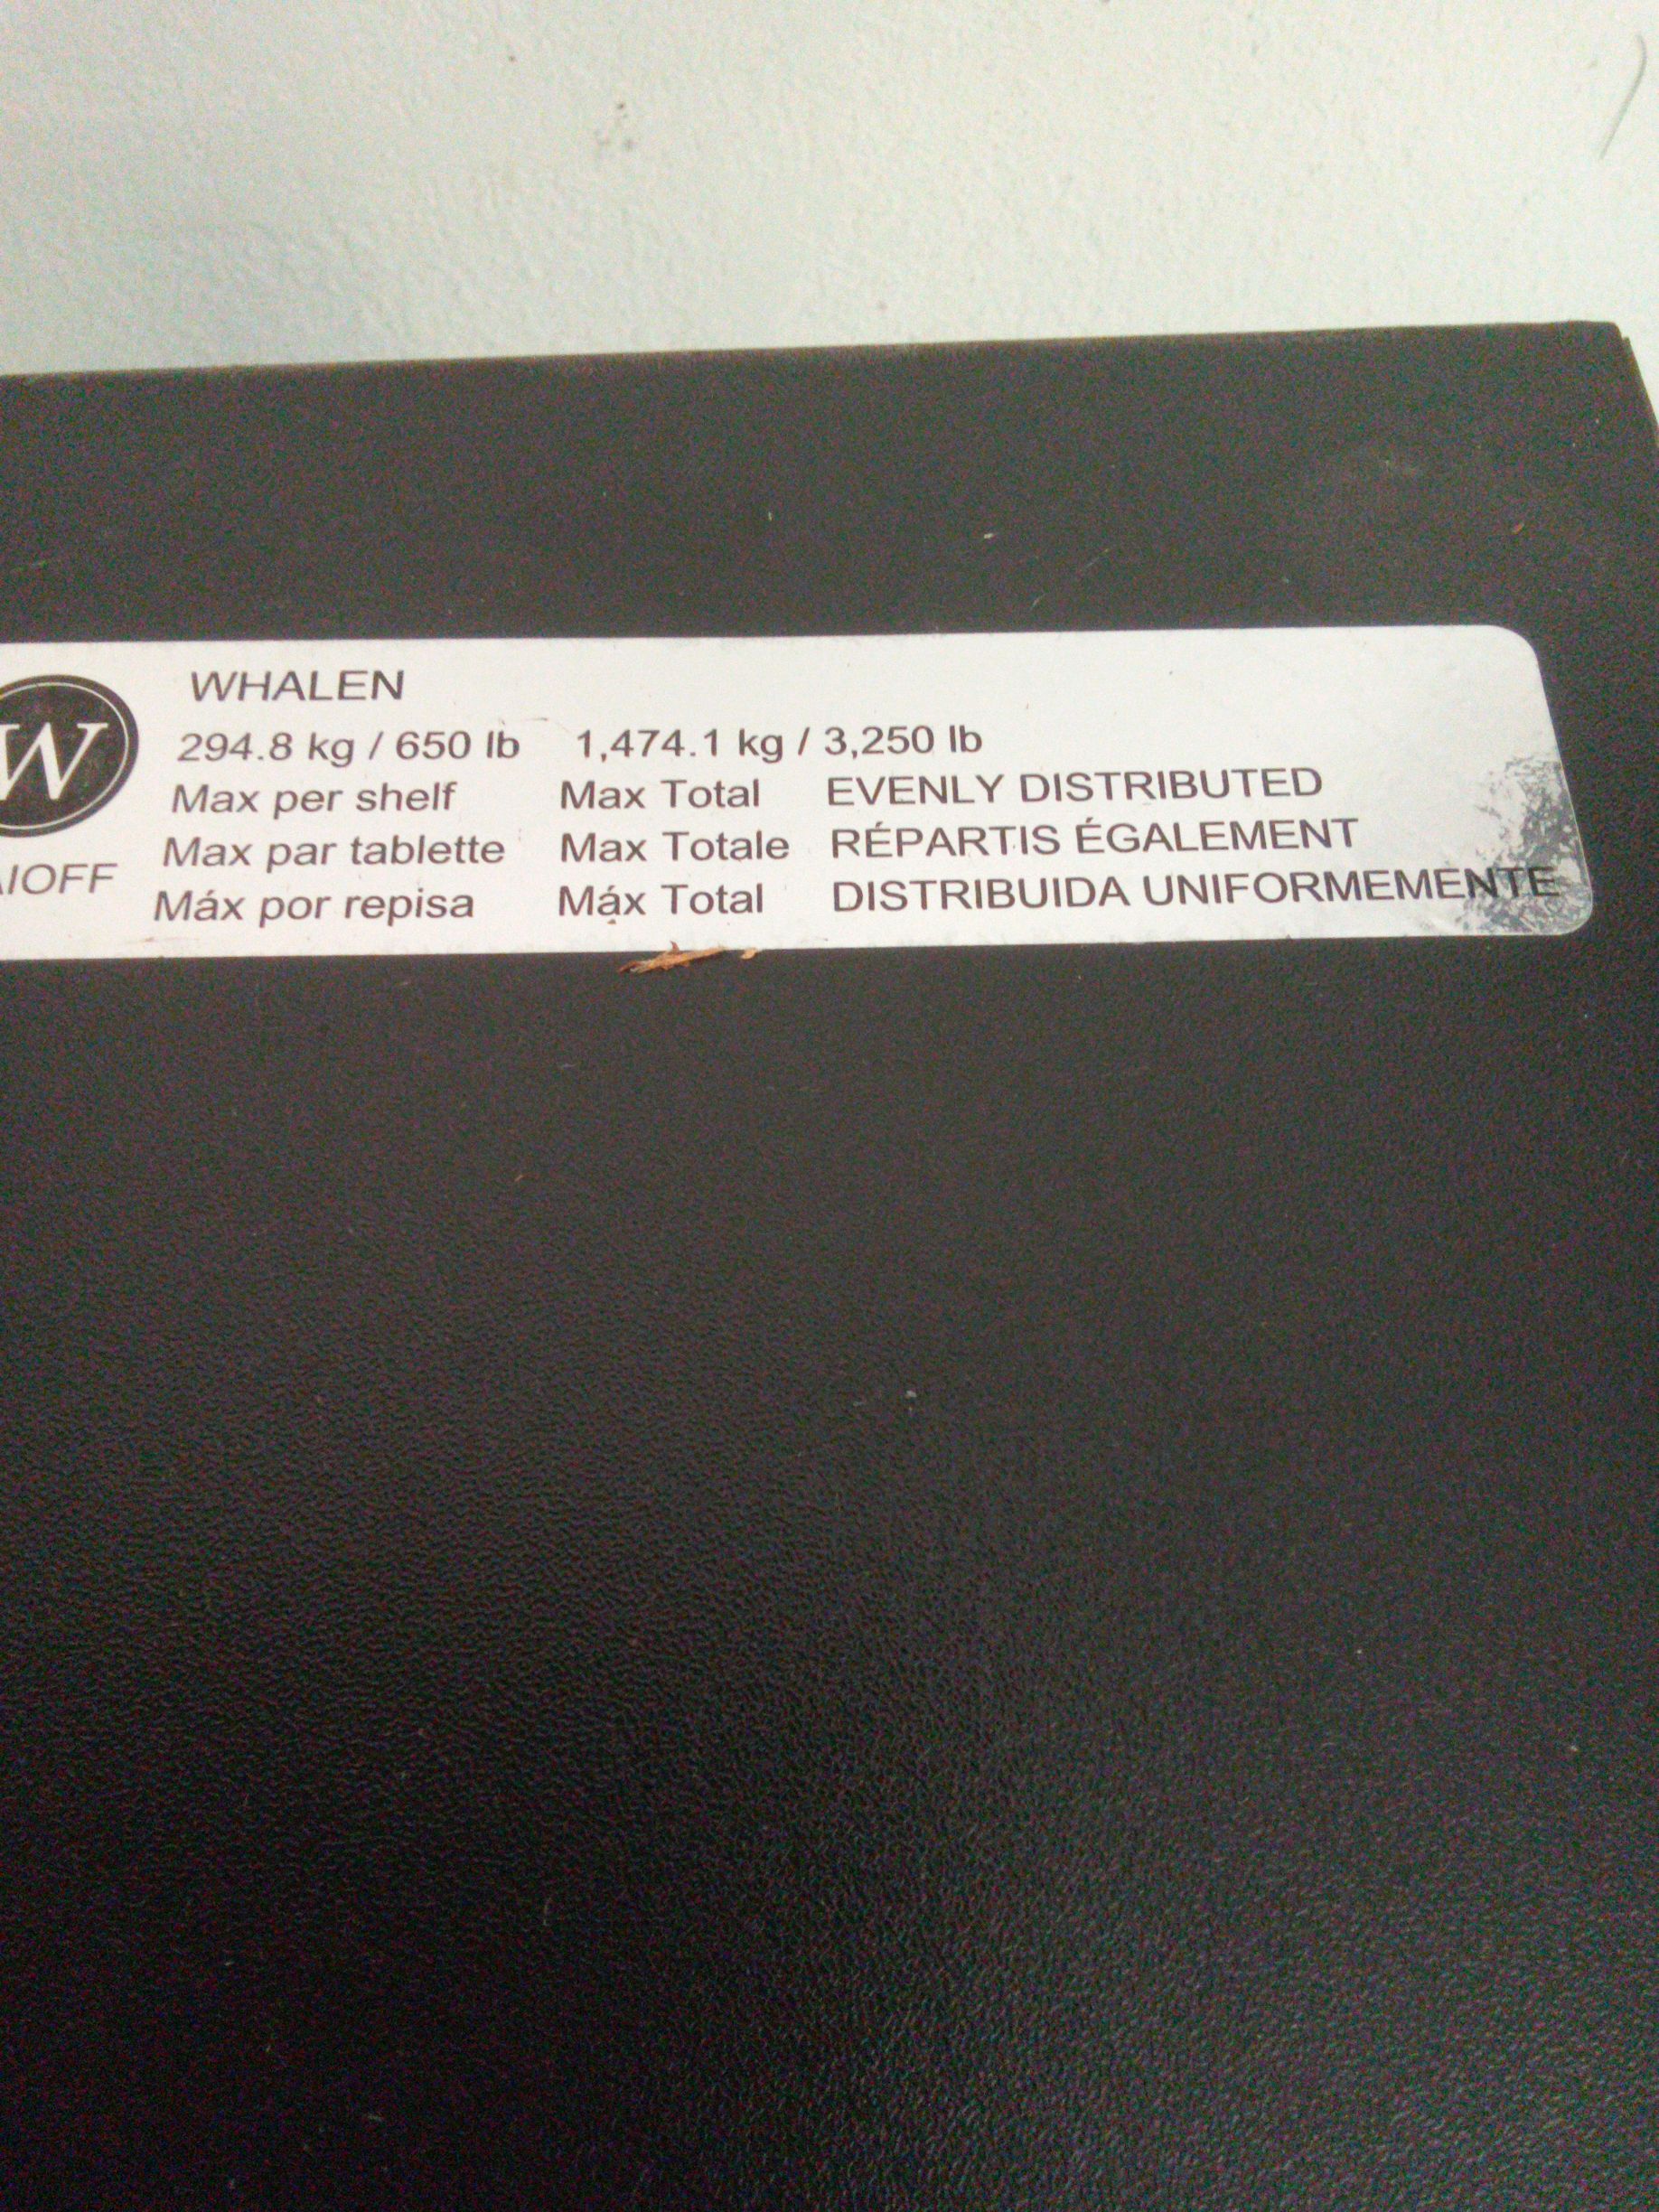 W
WHALEN
294.8 kg / 650 lb 1,474.1 kg / 3,250 lb
Max per shelf Max Total EVENLY DISTRIBUTED
Max par tablette Max Totale RÉPARTIS ÉGALEMENT
IOFF
Máx por repisa Máx Total DISTRIBUIDA UNIFORMEMENTE